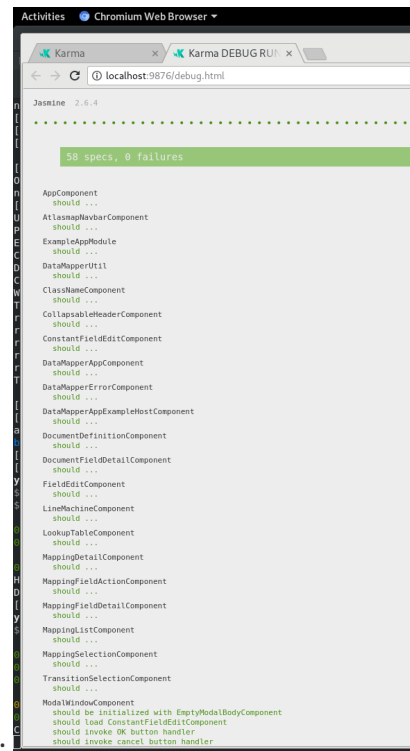 Activities Chromium Web Browser
Karma × Karma DEBUG RUN ×
localhost:9876/debug.html
Jasmine 2.6.4
58 specs, 0 failures
AppComponent
should ...
AtlasmapNavbarComponent
should ...
ExampleAppModule
should ...
DataMapperUtil
should ...
ClassNameComponent
should ...
CollapsableHeaderComponent
should ...
ConstantFieldEditComponent
should ...
DataMapperAppComponent
should ...
DataMapperErrorComponent
should ...
DataMapperAppExampleHostComponent
should ...
DocumentDefinitionComponent
should ...
DocumentFieldDetailComponent
should ...
FieldEditComponent
should ...
LineMachineComponent
should ...
LookupTableComponent
should ...
MappingDetailComponent
should ...
MappingFieldActionComponent
should ...
MappingFieldDetailComponent
should ...
MappingListComponent
should ...
MappingSelectionComponent
should ...
TransitionSelectionComponent
should ...
ModalWindowComponent
should be initialized with EmptyModalBodyComponent
should load ConstantFieldEditComponent
should invoke OK button handler
should invoke cancel button handler